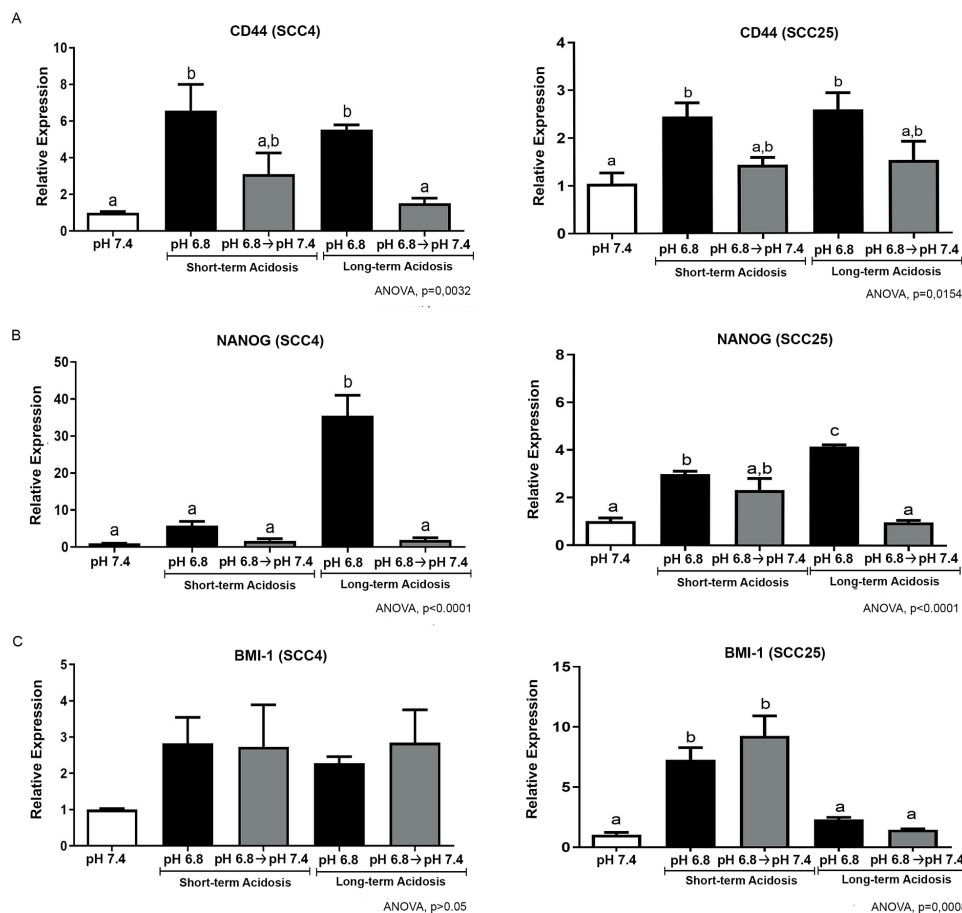 A
CD44 (SCC4)
Relative Expression
10
8
6
4
2
0
a
b
a,b
b
a
pH 7.4
pH 6.8
pH 6.8→pH 7.4
pH 6.8
pH 6.8→pH 7.4
Short-term Acidosis
Long-term Acidosis
ANOVA, p=0,0032
CD44 (SCC25)
Relative Expression
4
3
2
1
0
a
b
a,b
b
a,b
pH 7.4
pH 6.8
pH 6.8→pH 7.4
pH 6.8
pH 6.8→pH 7.4
Short-term Acidosis
Long-term Acidosis
ANOVA, p=0,0154
B
NANOG (SCC4)
Relative Expression
50
40
30
20
10
0
a
a
a
b
a
pH 7.4
pH 6.8
pH 6.8→pH 7.4
pH 6.8
pH 6.8→pH 7.4
Short-term Acidosis
Long-term Acidosis
ANOVA, p<0.0001
NANOG (SCC25)
Relative Expression
8
6
4
2
0
a
b
a,b
c
a
pH 7.4
pH 6.8
pH 6.8→pH 7.4
pH 6.8
pH 6.8→pH 7.4
Short-term Acidosis
Long-term Acidosis
ANOVA, p<0.0001
C
BMI-1 (SCC4)
Relative Expression
5
4
3
2
1
0
pH 7.4
pH 6.8
pH 6.8→pH 7.4
pH 6.8
pH 6.8→pH 7.4
Short-term Acidosis
Long-term Acidosis
ANOVA, p>0.05
BMI-1 (SCC25)
Relative Expression
15
10
5
0
a
b
b
a
a
pH 7.4
pH 6.8
pH 6.8→pH 7.4
pH 6.8
pH 6.8→pH 7.4
Short-term Acidosis
Long-term Acidosis
ANOVA,